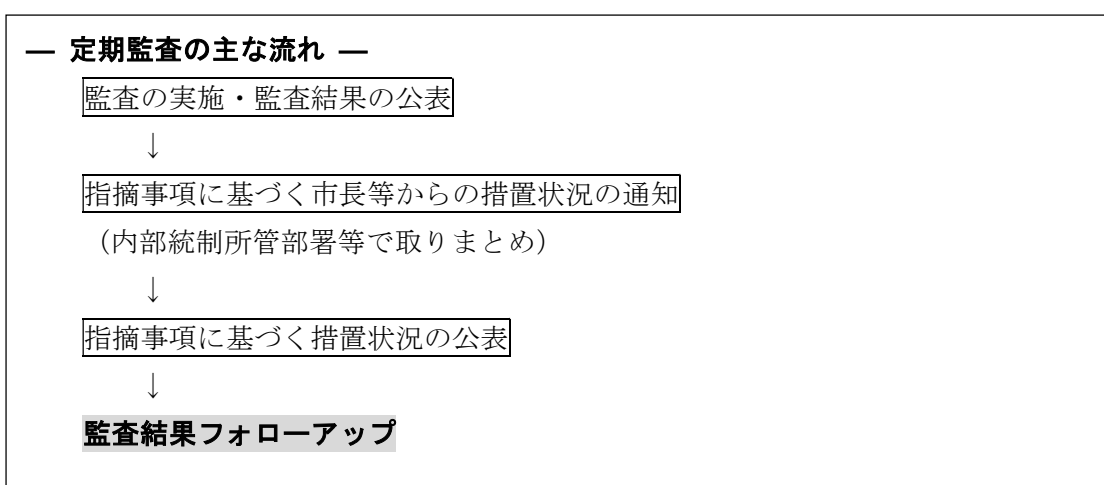 ― 定期監査の主な流れ ―
監査の実施・監査結果の公表
↓
指摘事項に基づく市長等からの措置状況の通知
（内部統制所管部署等で取りまとめ）
↓
指摘事項に基づく措置状況の公表
↓
監査結果フォローアップ